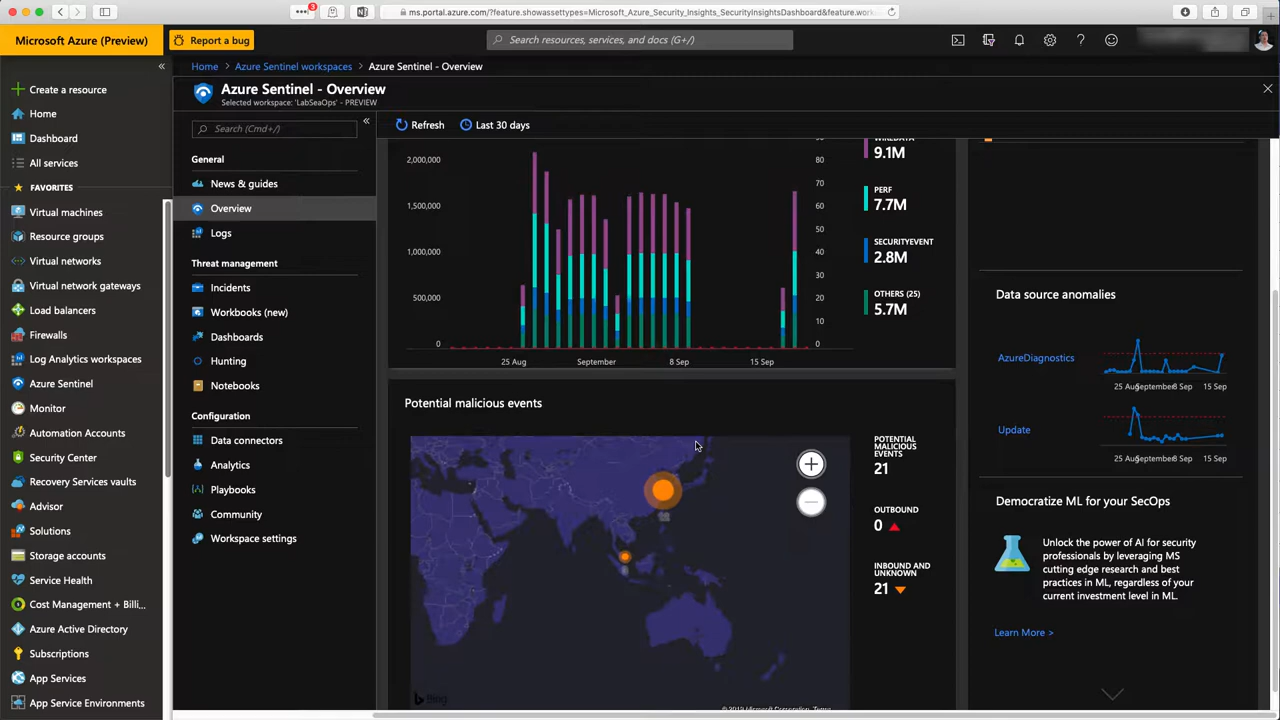 3
ms.portal.azure.com/?feature.showassettypes=Microsoft_Azure_Security_Insights_SecurityInsightsDashboard&feature.work
Microsoft Azure (Preview)
Report a bug
Search resources, services, and docs (G+/)
Home > Azure Sentinel workspaces > Azure Sentinel - Overview
Create a resource
Home
Dashboard
All services
FAVORITES
Virtual machines
Resource groups
Virtual networks
Virtual network gateways
Load balancers
Firewalls
Log Analytics workspaces
Azure Sentinel
Monitor
Automation Accounts
Security Center
Recovery Services vaults
Advisor
Solutions
Storage accounts
Service Health
Cost Management + Billi...
Azure Active Directory
Subscriptions
App Services
App Service Environments
Azure Sentinel - Overview
Selected workspace: 'LabSeaOps' - PREVIEW
Search (Cmd+/)
General
News & guides
Overview
Logs
Threat management
Incidents
Workbooks (new)
Dashboards
Hunting
Notebooks
Configuration
Data connectors
Analytics
Playbooks
Community
Workspace settings
Refresh
Last 30 days
2,000,000
1,500,000
1,000,000
500,000
0
80
70
60
50
40
30
20
10
0
25 Aug
September
8 Sep
15 Sep
WIREDATA
9.1M
PERF
7.7M
SECURITYEVENT
2.8M
OTHERS (25)
5.7M
Potential malicious events
POTENTIAL
MALICIOUS
EVENTS
21
OUTBOUND
0
INBOUND AND
UNKNOWN
21
Bing
© 2019 Microsoft Corporation, Terms
Data source anomalies
AzureDiagnostics
25 Aug September 8 Sep 15 Sep
Update
25 Aug September 8 Sep 15 Sep
Democratize ML for your SecOps
Unlock the power of AI for security
professionals by leveraging MS
cutting edge research and best
practices in ML, regardless of your
current investment level in ML.
Learn More >